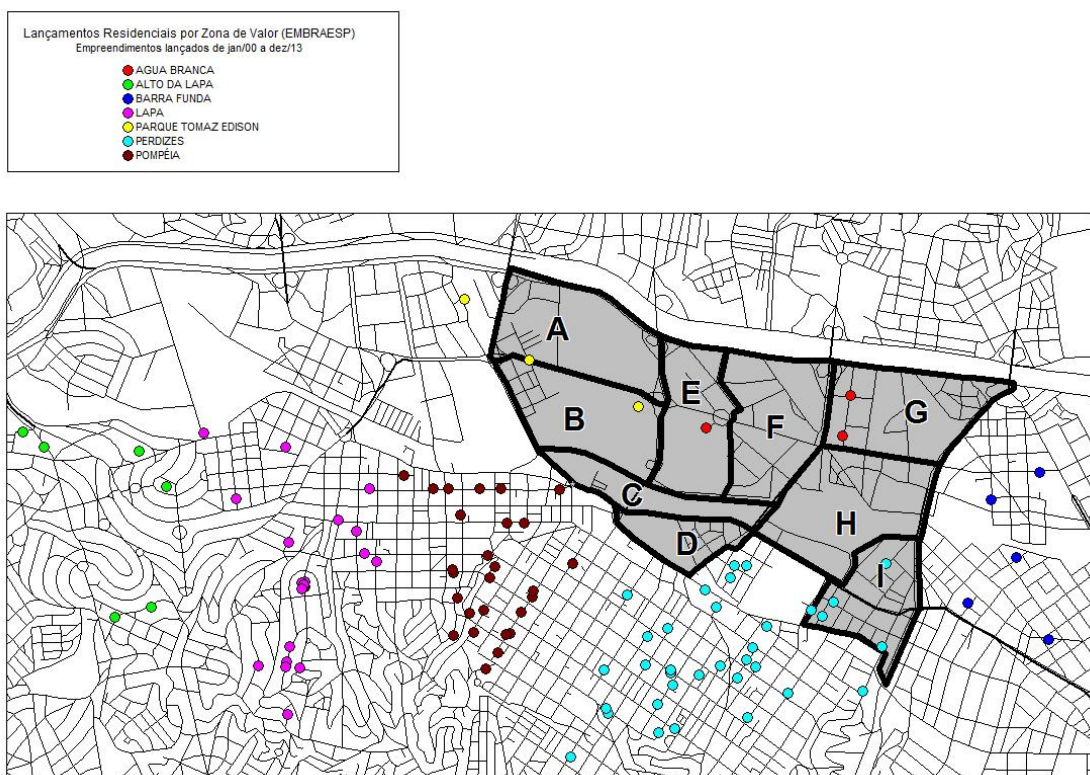 Lançamentos Residenciais por Zona de Valor (EMBRAESP)
Empreendimentos lançados de jan/00 a dez/13
AGUA BRANCA
ALTO DA LAPA
BARRA FUNDA
LAPA
PARQUE TOMAZ EDISON
PERDIZES
POMPÉIA
A
E
B
F
G
C
D
H
I